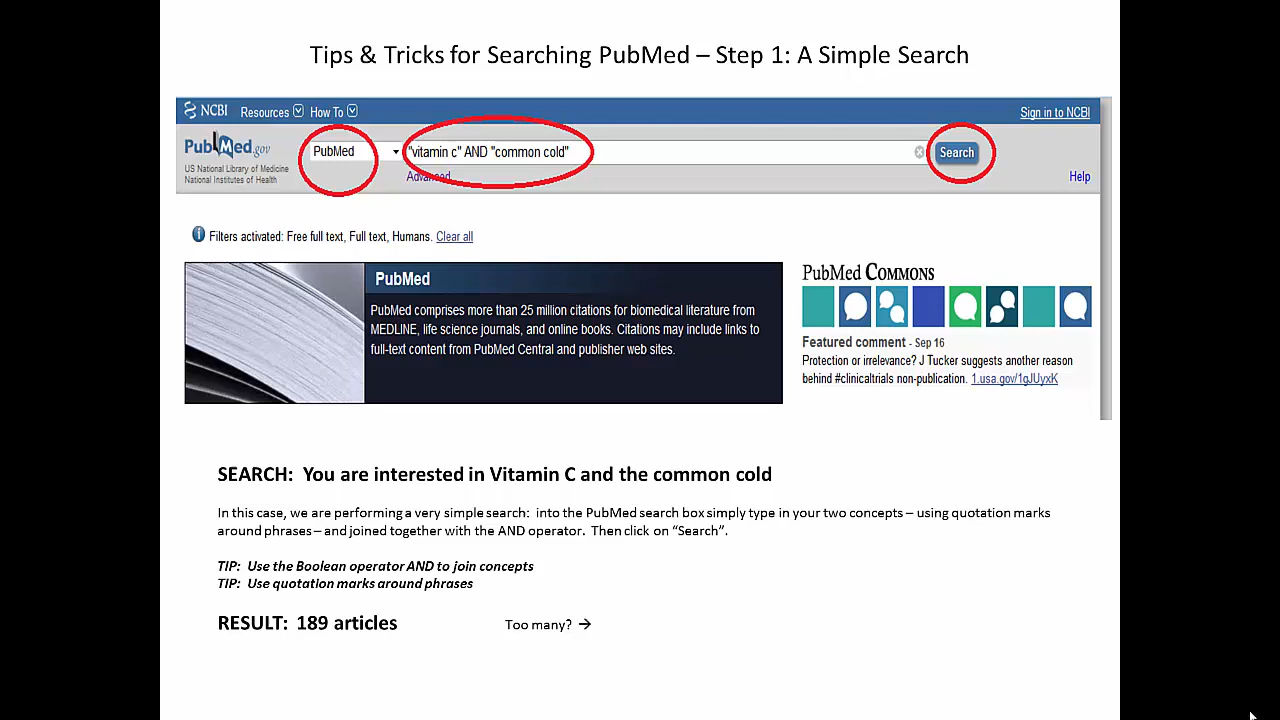 Tips & Tricks for Searching PubMed – Step 1: A Simple Search
NCBI Resources How To Sign in to NCBI
PubMed.gov
US National Library of Medicine
National Institutes of Health
PubMed
"vitamin c" AND "common cold"
Search
Advanced
Help
Filters activated: Free full text, Full text, Humans. Clear all
PubMed
PubMed comprises more than 25 million citations for biomedical literature from
MEDLINE, life science journals, and online books. Citations may include links to
full-text content from PubMed Central and publisher web sites.
PubMed Commons
Featured comment - Sep 16
Protection or irrelevance? J Tucker suggests another reason
behind #clinicaltrials non-publication. 1.usa.gov/1gJUyxK
SEARCH: You are interested in Vitamin C and the common cold
In this case, we are performing a very simple search: into the PubMed search box simply type in your two concepts – using quotation marks
around phrases – and joined together with the AND operator. Then click on “Search”.
TIP: Use the Boolean operator AND to join concepts
TIP: Use quotation marks around phrases
RESULT: 189 articles Too many? →